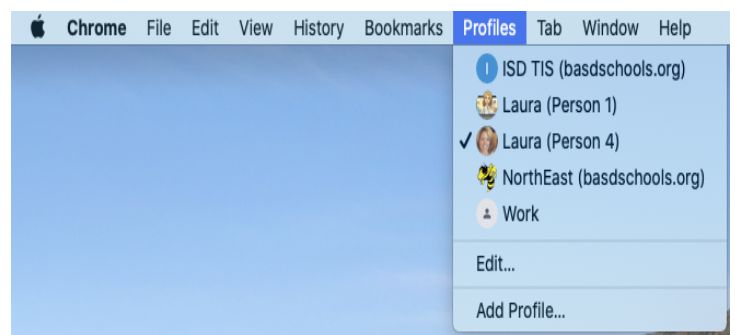 Chrome File Edit View History Bookmarks Profiles Tab Window Help
I ISD TIS (basdschools.org)
Laura (Person 1)
Laura (Person 4)
NorthEast (basdschools.org)
Work
Edit...
Add Profile...